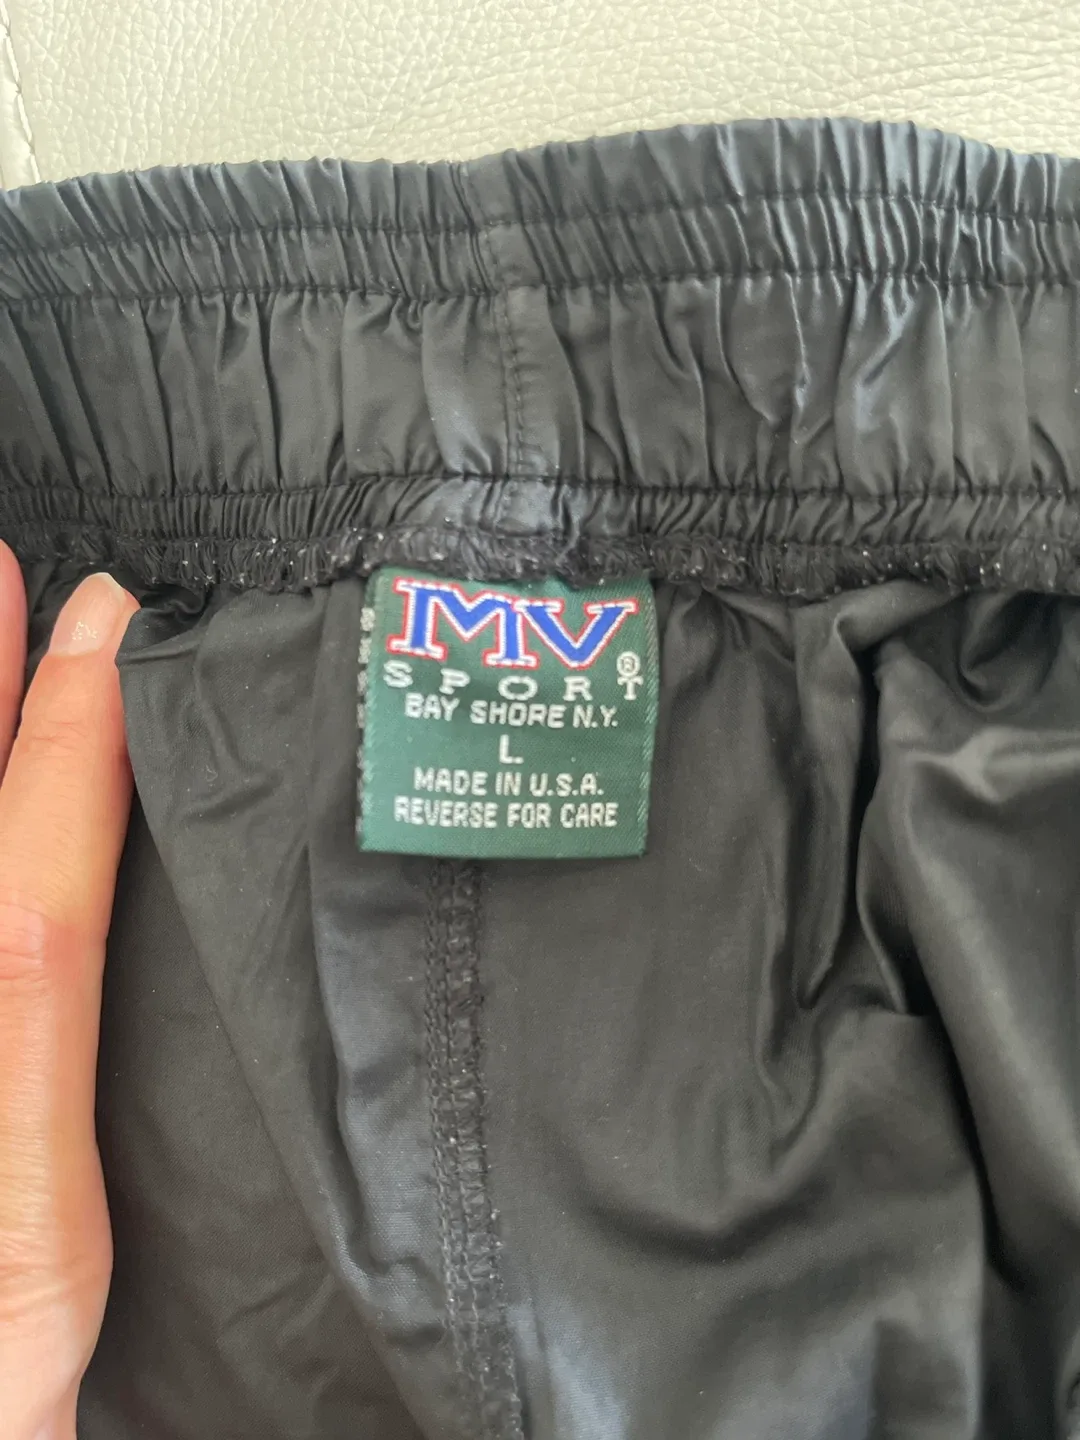 MV
SPORT®
BAY SHORE N.Y.
L
MADE IN U.S.A.
REVERSE FOR CARE